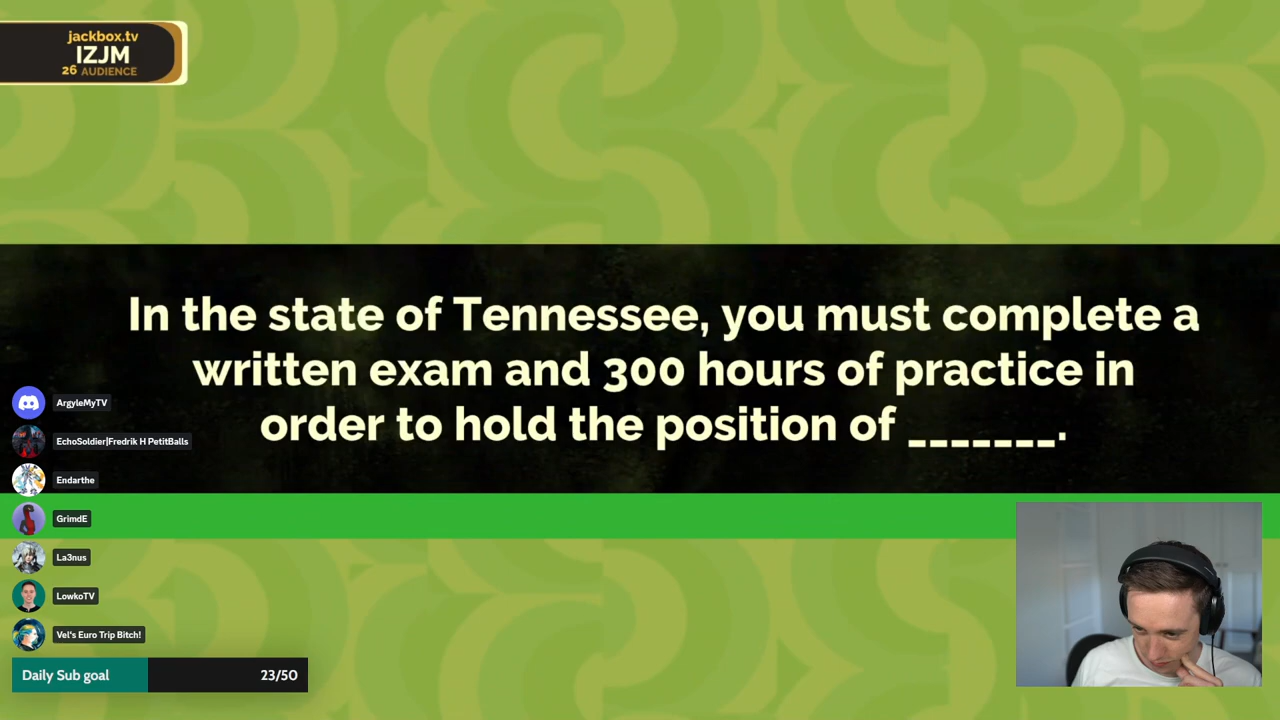 jackbox.tv
IZJM
26 AUDIENCE
In the state of Tennessee, you must complete a
written exam and 300 hours of practice in
order to hold the position of _______.
ArgyleMyTV
EchoSoldier|Fredrik H PetitBalls
Endarthe
GrimdE
La3nus
LowkoTV
Vel's Euro Trip Bitch!
Daily Sub goal
23/50